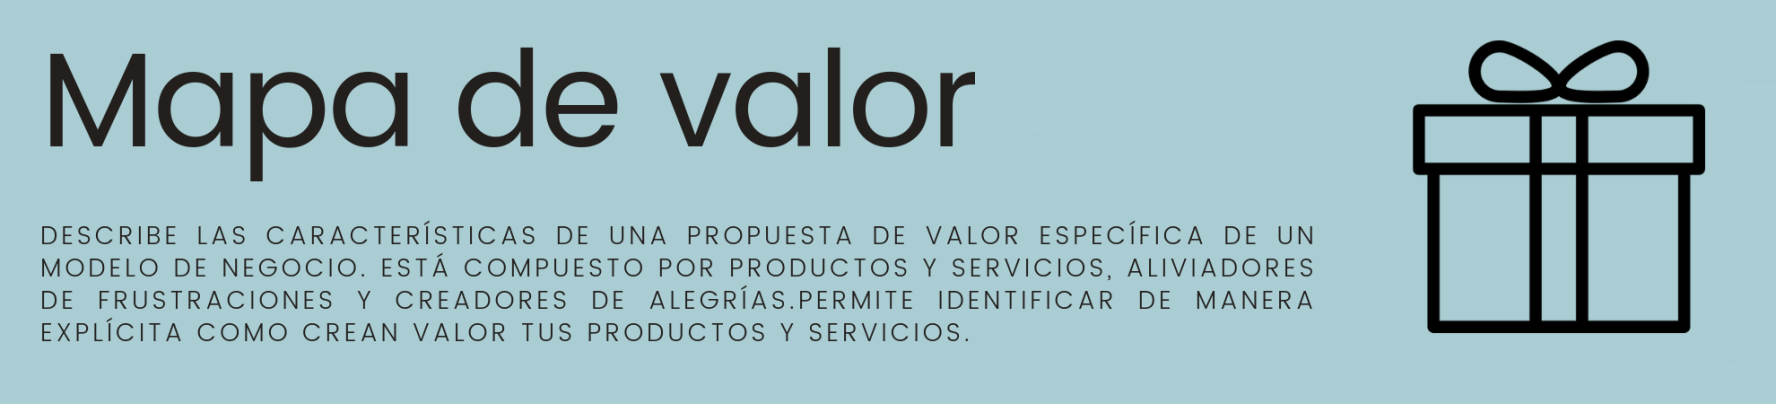 Mapa de valor
DESCRIBE LAS CARACTERÍSTICAS DE UNA PROPUESTA DE VALOR ESPECÍFICA DE UN
MODELO DE NEGOCIO. ESTÁ COMPUESTO POR PRODUCTOS Y SERVICIOS, ALIVIADORES
DE FRUSTRACIONES Y CREADORES DE ALEGRÍAS.PERMITE IDENTIFICAR DE MANERA
EXPLÍCITA COMO CREAN VALOR TUS PRODUCTOS Y SERVICIOS.